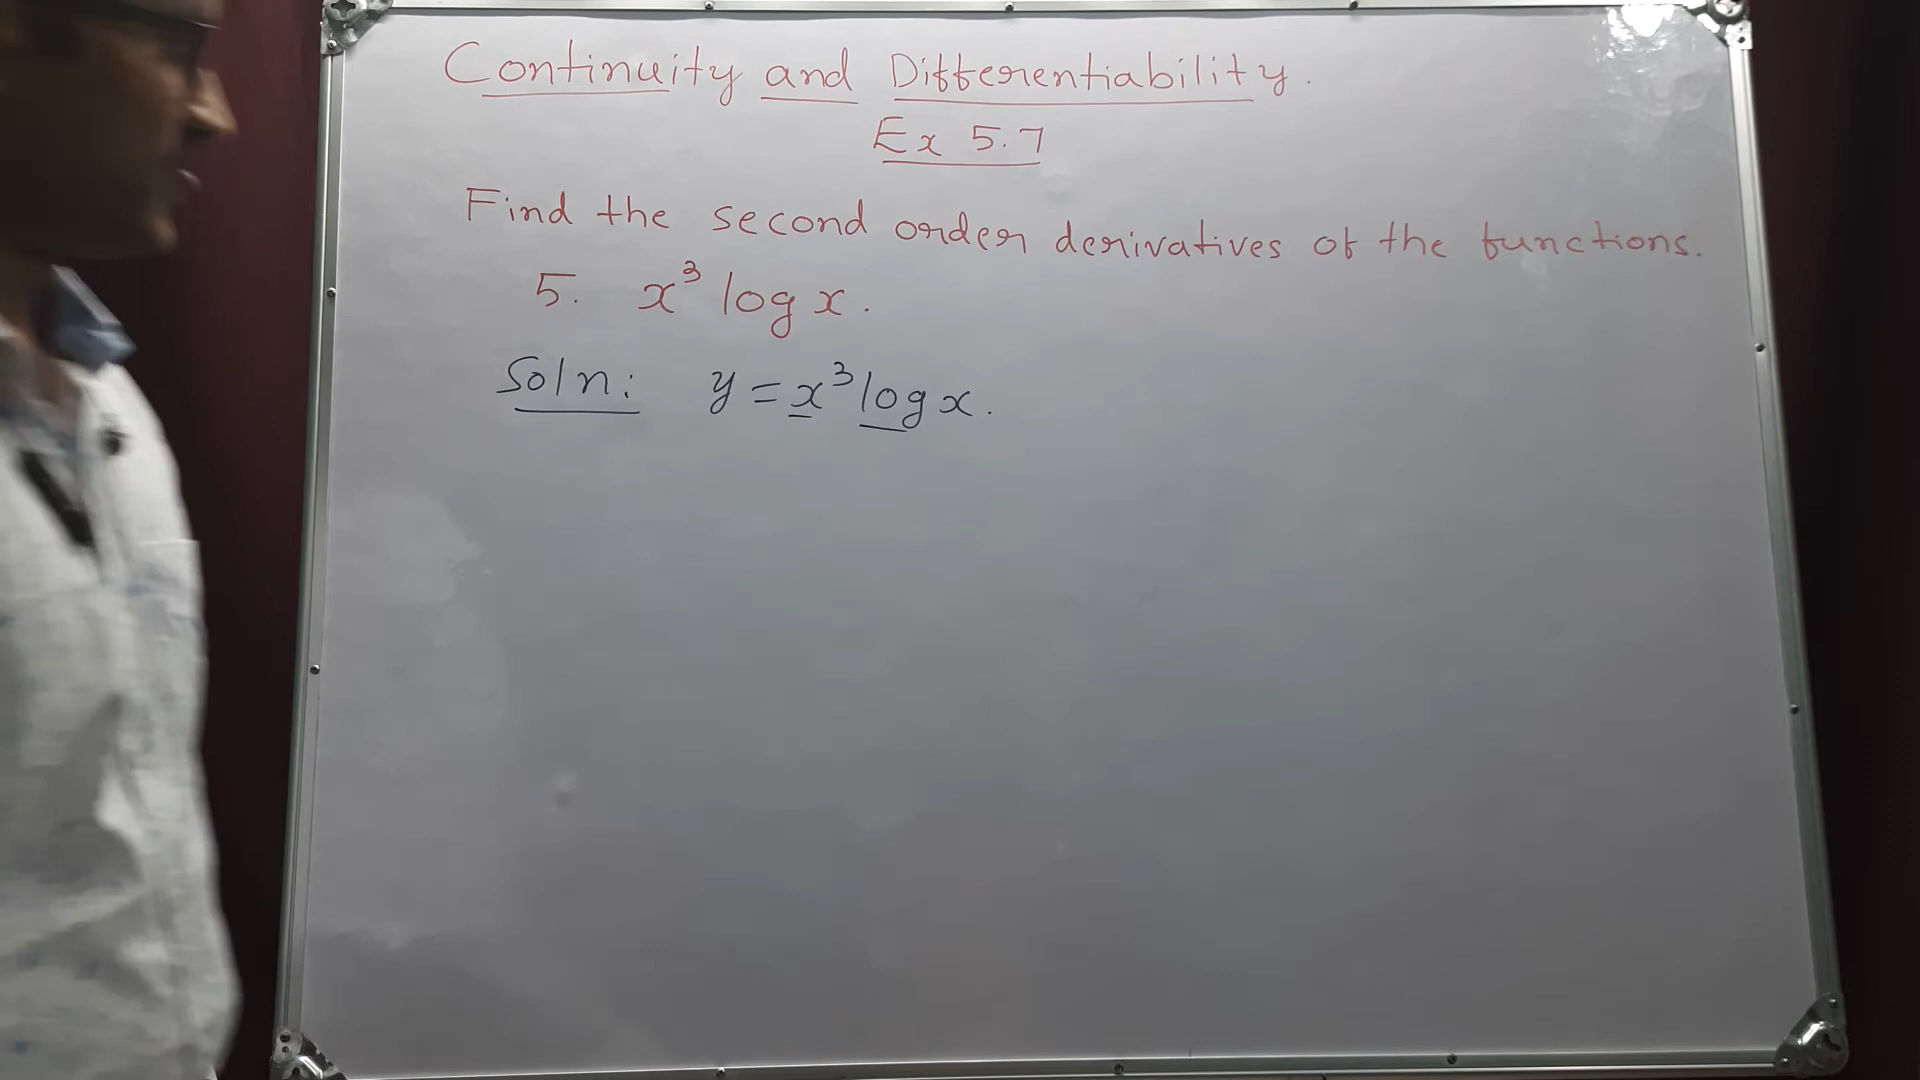 Continuity and Differentiability.
Ex 5.7
Find the second order derivatives of the functions.
5. x³ log x.
Soln: y = x³ log x.